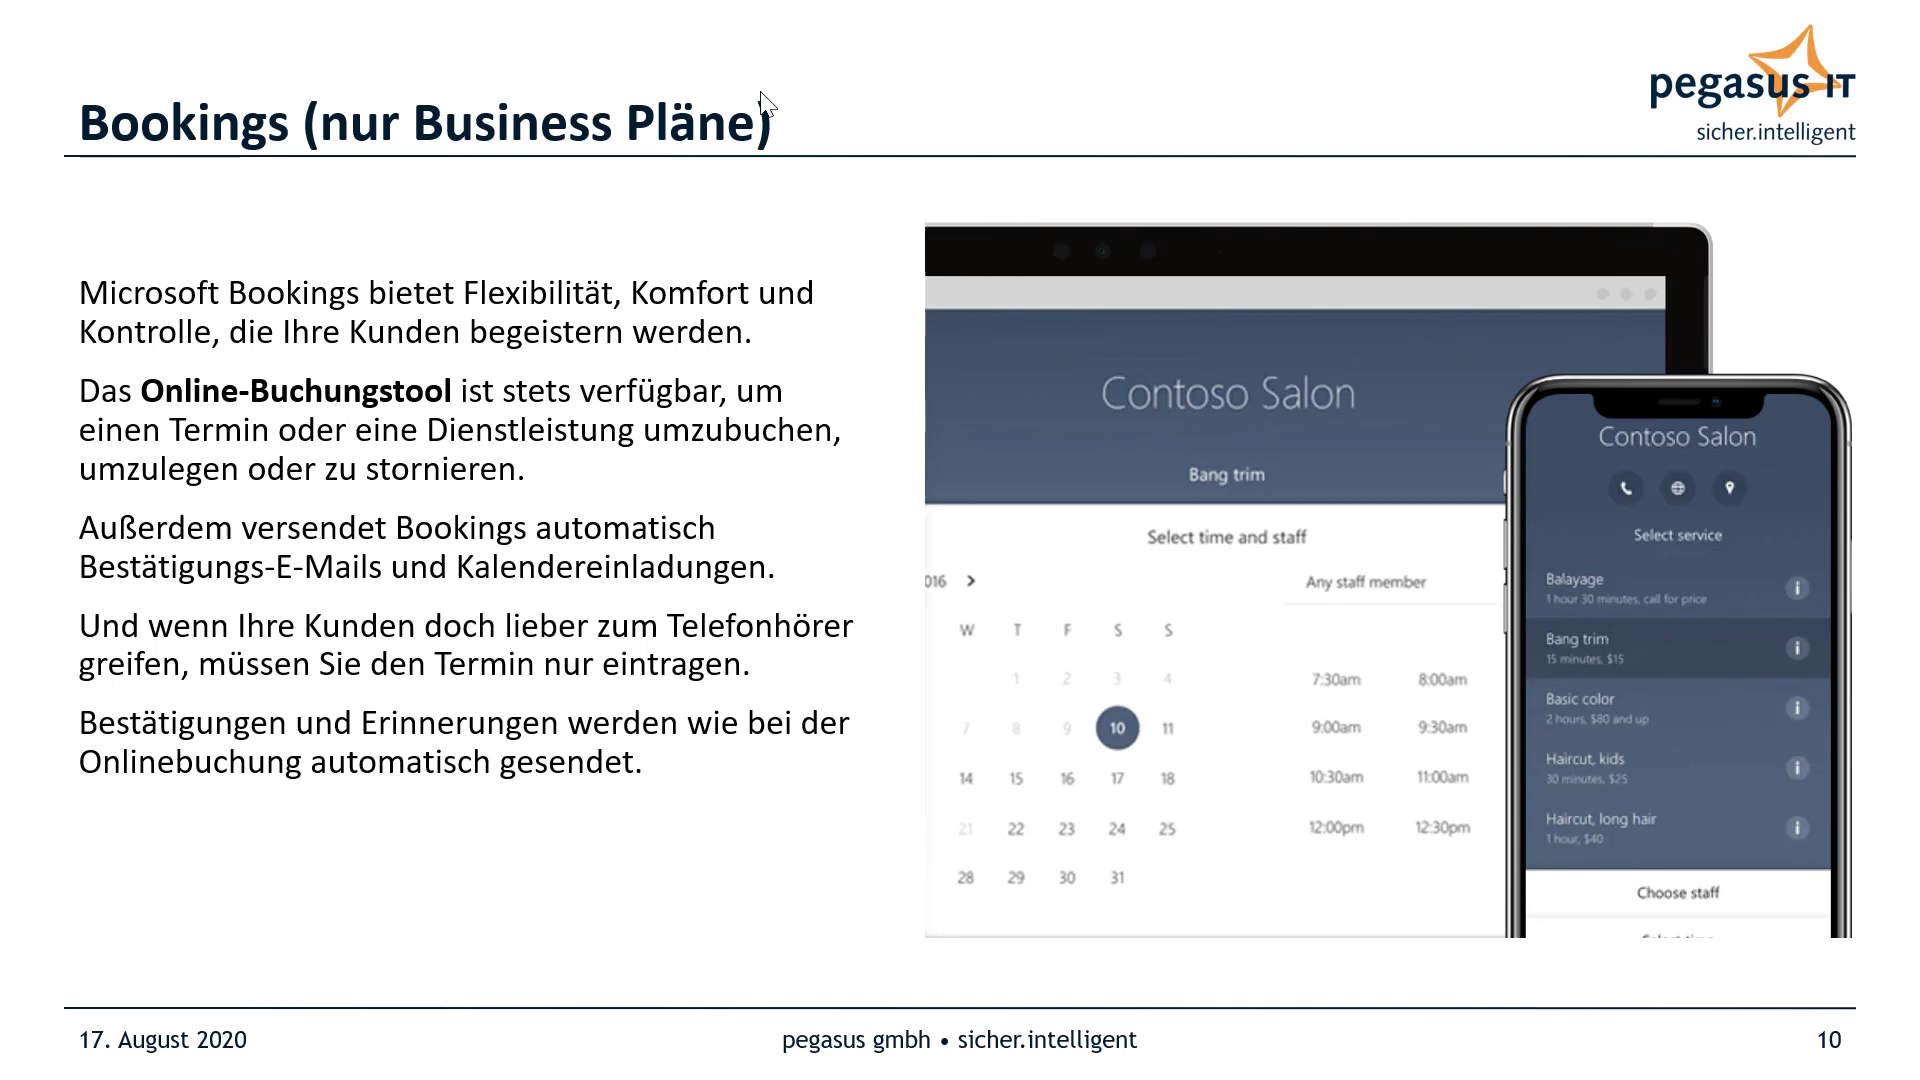 pegasus IT
sicher.intelligent
Bookings (nur Business Pläne)
Microsoft Bookings bietet Flexibilität, Komfort und
Kontrolle, die Ihre Kunden begeistern werden.
Das Online-Buchungstool ist stets verfügbar, um
einen Termin oder eine Dienstleistung umzubuchen,
umzulegen oder zu stornieren.
Außerdem versendet Bookings automatisch
Bestätigungs-E-Mails und Kalendereinladungen.
Und wenn Ihre Kunden doch lieber zum Telefonhörer
greifen, müssen Sie den Termin nur eintragen.
Bestätigungen und Erinnerungen werden wie bei der
Onlinebuchung automatisch gesendet.
Contoso Salon
Bang trim
Select time and staff
016 >
Any staff member
W T F S S
1 2 3 4
7 8 9 10 11
14 15 16 17 18
21 22 23 24 25
28 29 30 31
7:30am 8:00am
9:00am 9:30am
10:30am 11:00am
12:00pm 12:30pm
Contoso Salon
Select service
Balayage
1 hour 30 minutes, call for price
Bang trim
15 minutes, $15
Basic color
2 hours, $80 and up
Haircut, kids
30 minutes, $25
Haircut, long hair
1 hour, $40
Choose staff
17. August 2020
pegasus gmbh • sicher.intelligent
10